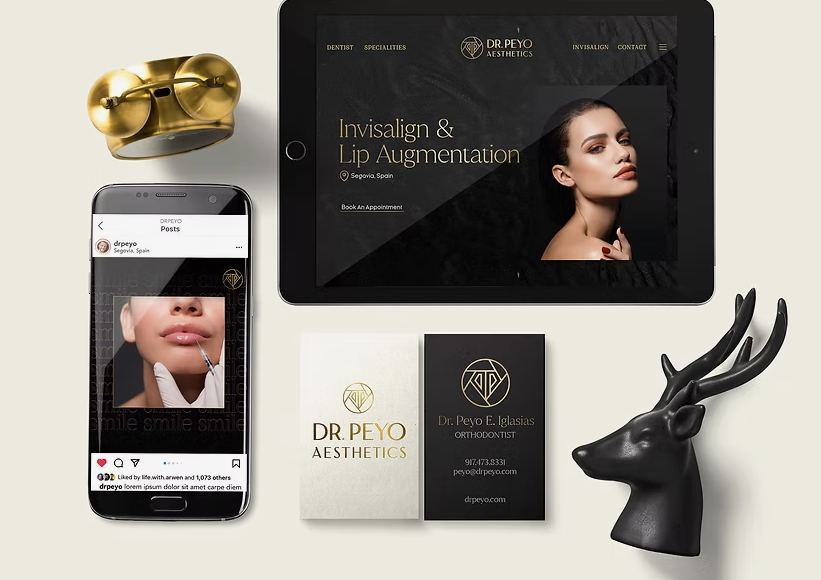 DENTIST SPECIALITIES
DR. PEYO
AESTHETICS
INVISALIGN CONTACT
Invisalign &
Lip Augmentation
Segovia, Spain
Book An Appointment
DRPEYO
Posts
drpeyo
Segovia, Spain
smile smile smile
Liked by life.with.arwen and 1,073 others
drpeyo lorem ipsum dolor sit amet carpe diem
DR. PEYO
AESTHETICS
Dr. Peyo E. Iglasias
ORTHODONTIST
917.473.8331
peyo@drpeyo.com
drpeyo.com